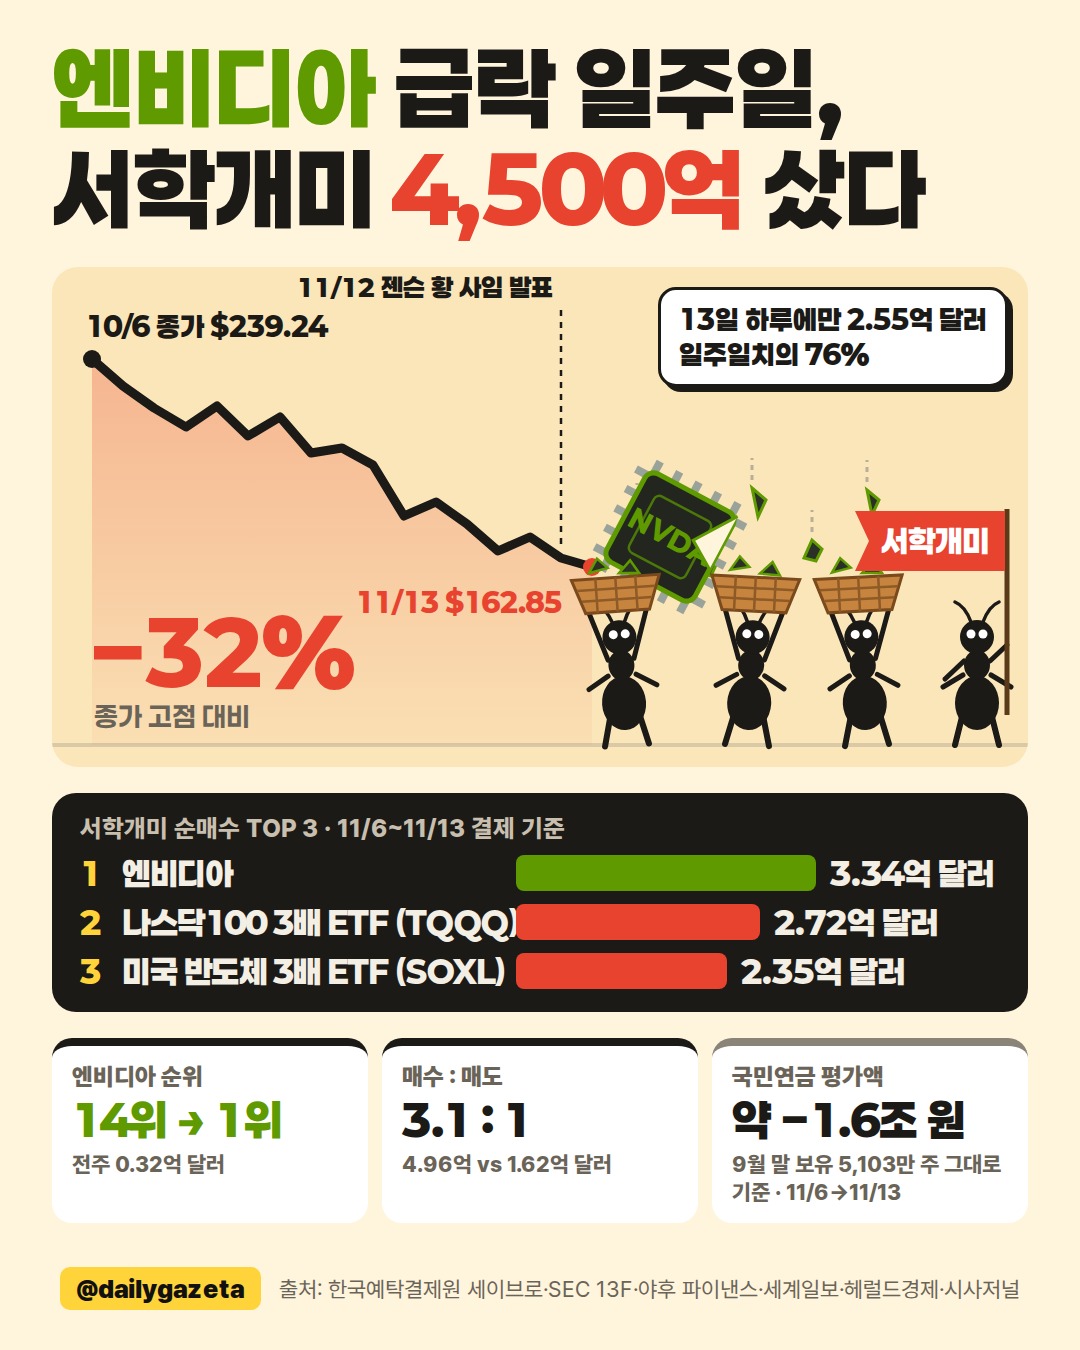 엔비디아 급락 일주일,
서학개미 4,500억 샀다
11/12 젠슨 황 사임 발표
10/6 종가 $239.24
13일 하루에만 2.55억 달러
일주일치의 76%
NVDA
서학개미
11/13 $162.85
−32%
종가 고점 대비
서학개미 순매수 TOP 3 · 11/6~11/13 결제 기준
1 엔비디아 3.34억 달러
2 나스닥100 3배 ETF (TQQQ) 2.72억 달러
3 미국 반도체 3배 ETF (SOXL) 2.35억 달러
엔비디아 순위
14위 → 1위
전주 0.32억 달러
매수 : 매도
3.1 : 1
4.96억 vs 1.62억 달러
국민연금 평가액
약 −1.6조 원
9월 말 보유 5,103만 주 그대로
기준 · 11/6→11/13
@dailygazeta 출처: 한국예탁결제원 세이브로·SEC 13F·야후 파이낸스·세계일보·헤럴드경제·시사저널